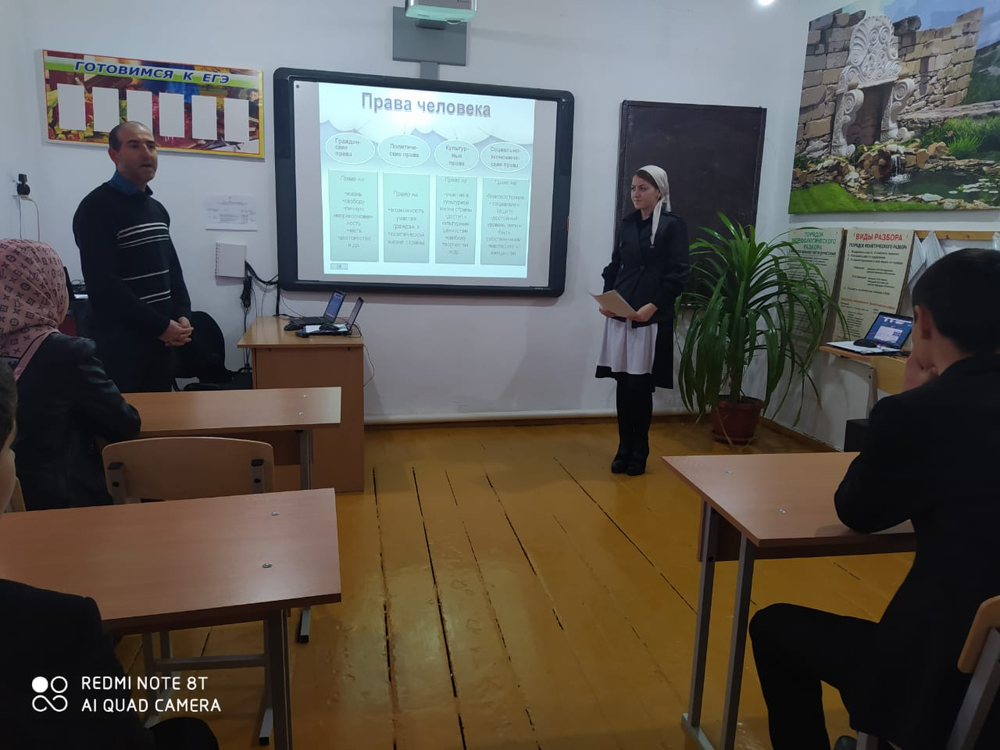 ГОТОВИМСЯ К ЕГЭ
Права человека
Граждан-
ские
права
Политиче-
ские права
Культур-
ные
права
Социально-
экономиче-
ские права
Право на
•жизнь
•свободу
•личную
неприкоснове
ность
•честь
•достоинство
и др.
Право на
•возможность
участия
граждан в
политической
жизни страны
Право на
•участие в
культурной
жизни страны
•доступ к
культурным
ценностям
•свободу
творчества
и др.
Право на
•благосостояние
•социальную
защиту
•достойный
уровень жизни
•быть
собственником
имущества
ПОРЯДОК
МОРФОЛОГИЧЕСКОГО
РАЗБОРА
ВИДЫ РАЗБОРА
ПОРЯДОК ФОНЕТИЧЕСКОГО РАЗБОРА
REDMI NOTE 8T
AI QUAD CAMERA